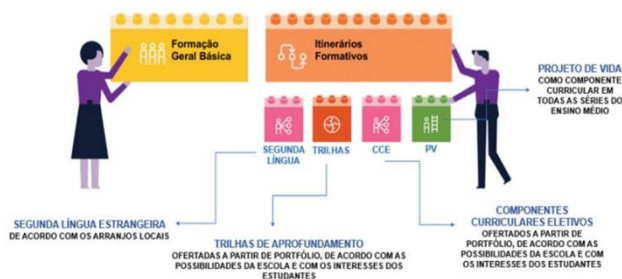 Formação
Geral Básica
Itinerários
Formativos
PROJETO DE VIDA
COMO COMPONENTE
CURRICULAR EM
TODAS AS SÉRIES DO
ENSINO MÉDIO
SEGUNDA
LÍNGUA
TRILHAS
CCE
PV
SEGUNDA LÍNGUA ESTRANGEIRA
DE ACORDO COM OS ARRANJOS LOCAIS
TRILHAS DE APROFUNDAMENTO
OFERTADAS A PARTIR DE PORTFÓLIO, DE ACORDO COM AS
POSSIBILIDADES DA ESCOLA E COM OS INTERESSES DOS
ESTUDANTES
COMPONENTES
CURRICULARES ELETIVOS
OFERTADOS A PARTIR DE
PORTFÓLIO, DE ACORDO COM AS
POSSIBILIDADES DA ESCOLA E COM
OS INTERESSES DOS ESTUDANTES